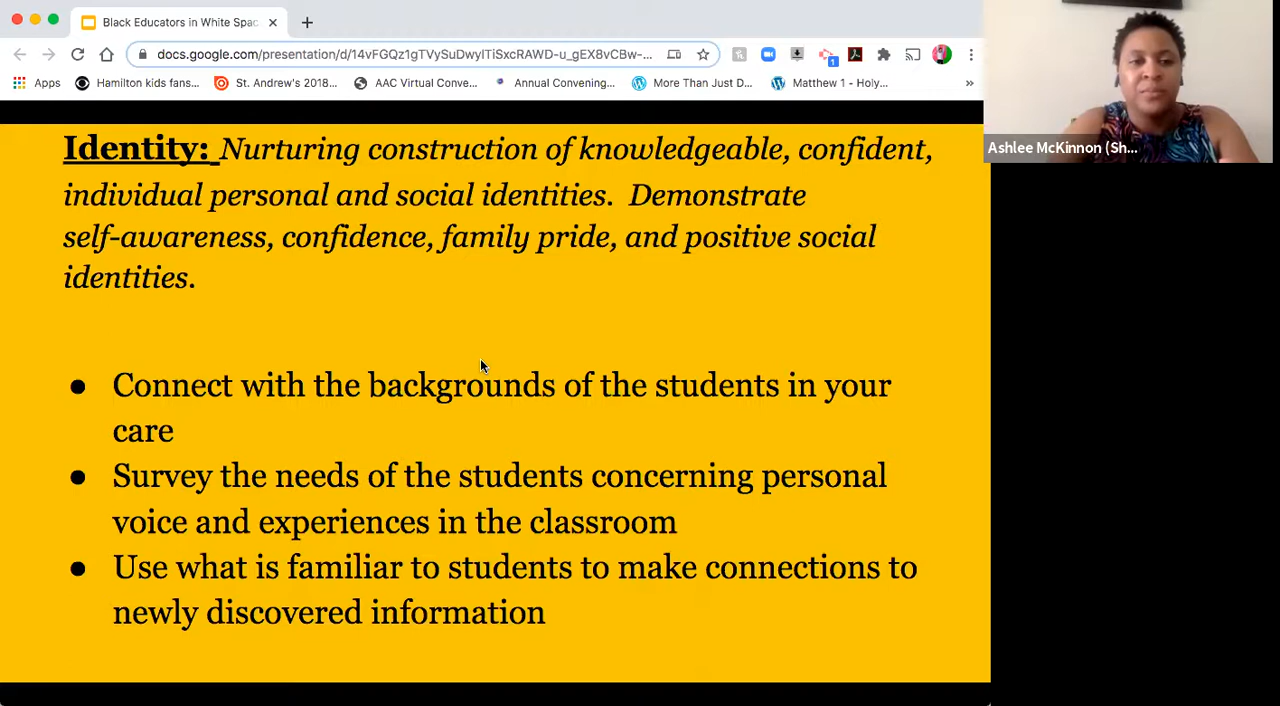 Black Educators in White Spac
docs.google.com/presentation/d/14vFGQz1gTVySuDwyITiSxcRAWD-u_gEX8vCBw-...
1
Apps
Hamilton kids fans...
St. Andrew's 2018...
AAC Virtual Conve...
Annual Convening...
More Than Just D...
Matthew 1 - Holy...
»
Identity: Nurturing construction of knowledgeable, confident,
individual personal and social identities. Demonstrate
self-awareness, confidence, family pride, and positive social
identities.
● Connect with the backgrounds of the students in your
care
● Survey the needs of the students concerning personal
voice and experiences in the classroom
● Use what is familiar to students to make connections to
newly discovered information
Ashlee McKinnon (Sh...